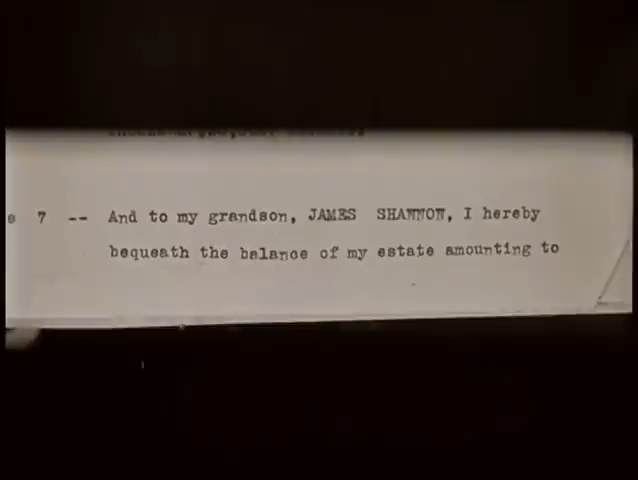 7 -- And to my grandson, JAMES SHANNON, I hereby
bequeath the balance of my estate amounting to